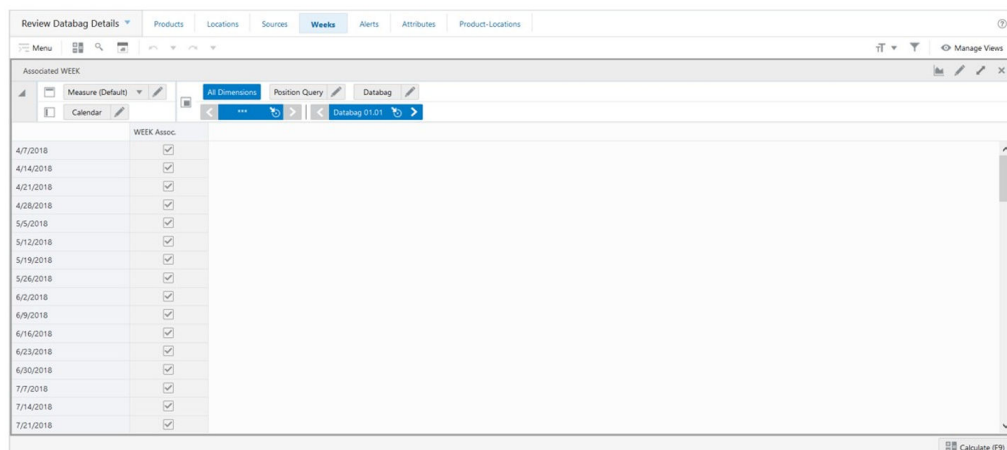 Review Databag Details Products Locations Sources Weeks Alerts Attributes Product-Locations
Menu Manage Views
Associated WEEK
Measure (Default) All Dimensions Position Query Databag
Calendar *** Databag 01.01
WEEK Assoc.
4/7/2018
4/14/2018
4/21/2018
4/28/2018
5/5/2018
5/12/2018
5/19/2018
5/26/2018
6/2/2018
6/9/2018
6/16/2018
6/23/2018
6/30/2018
7/7/2018
7/14/2018
7/21/2018
Calculate (F9)